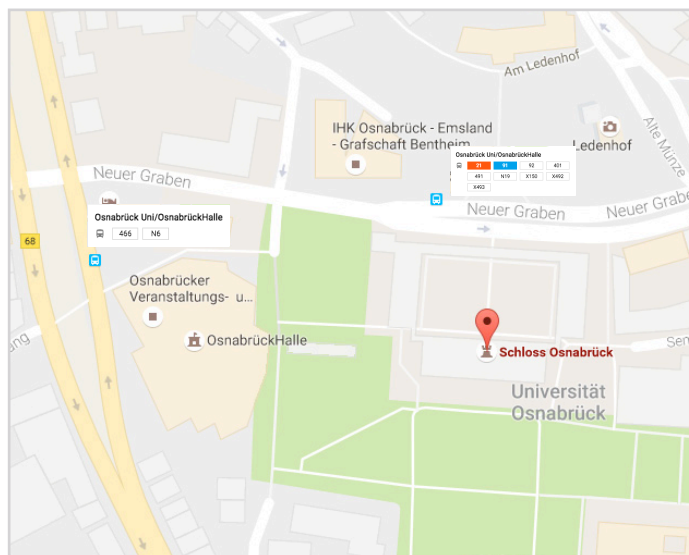 Am Ledenhof
IHK Osnabrück - Emsland
- Grafschaft Bentheim
Ledenhof
Alte Münze
Osnabrück Uni/OsnabrückHalle
21 91 92 401
491 N19 X150 X492
X493
Neuer Graben
Neuer Graben
Neuer Graben
Osnabrück Uni/OsnabrückHalle
466 N6
68
Osnabrücker
Veranstaltungs- u...
OsnabrückHalle
Schloss Osnabrück
Sem
Universität
Osnabrück